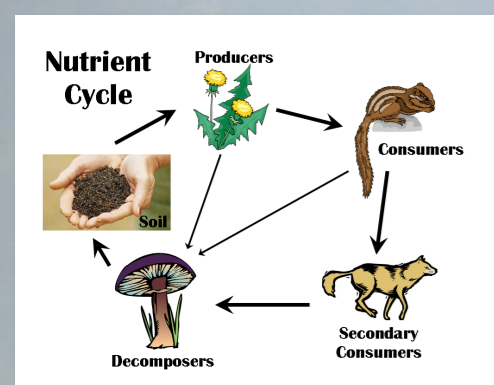 Nutrient
Cycle
Producers
Consumers
Soil
Decomposers
Secondary
Consumers